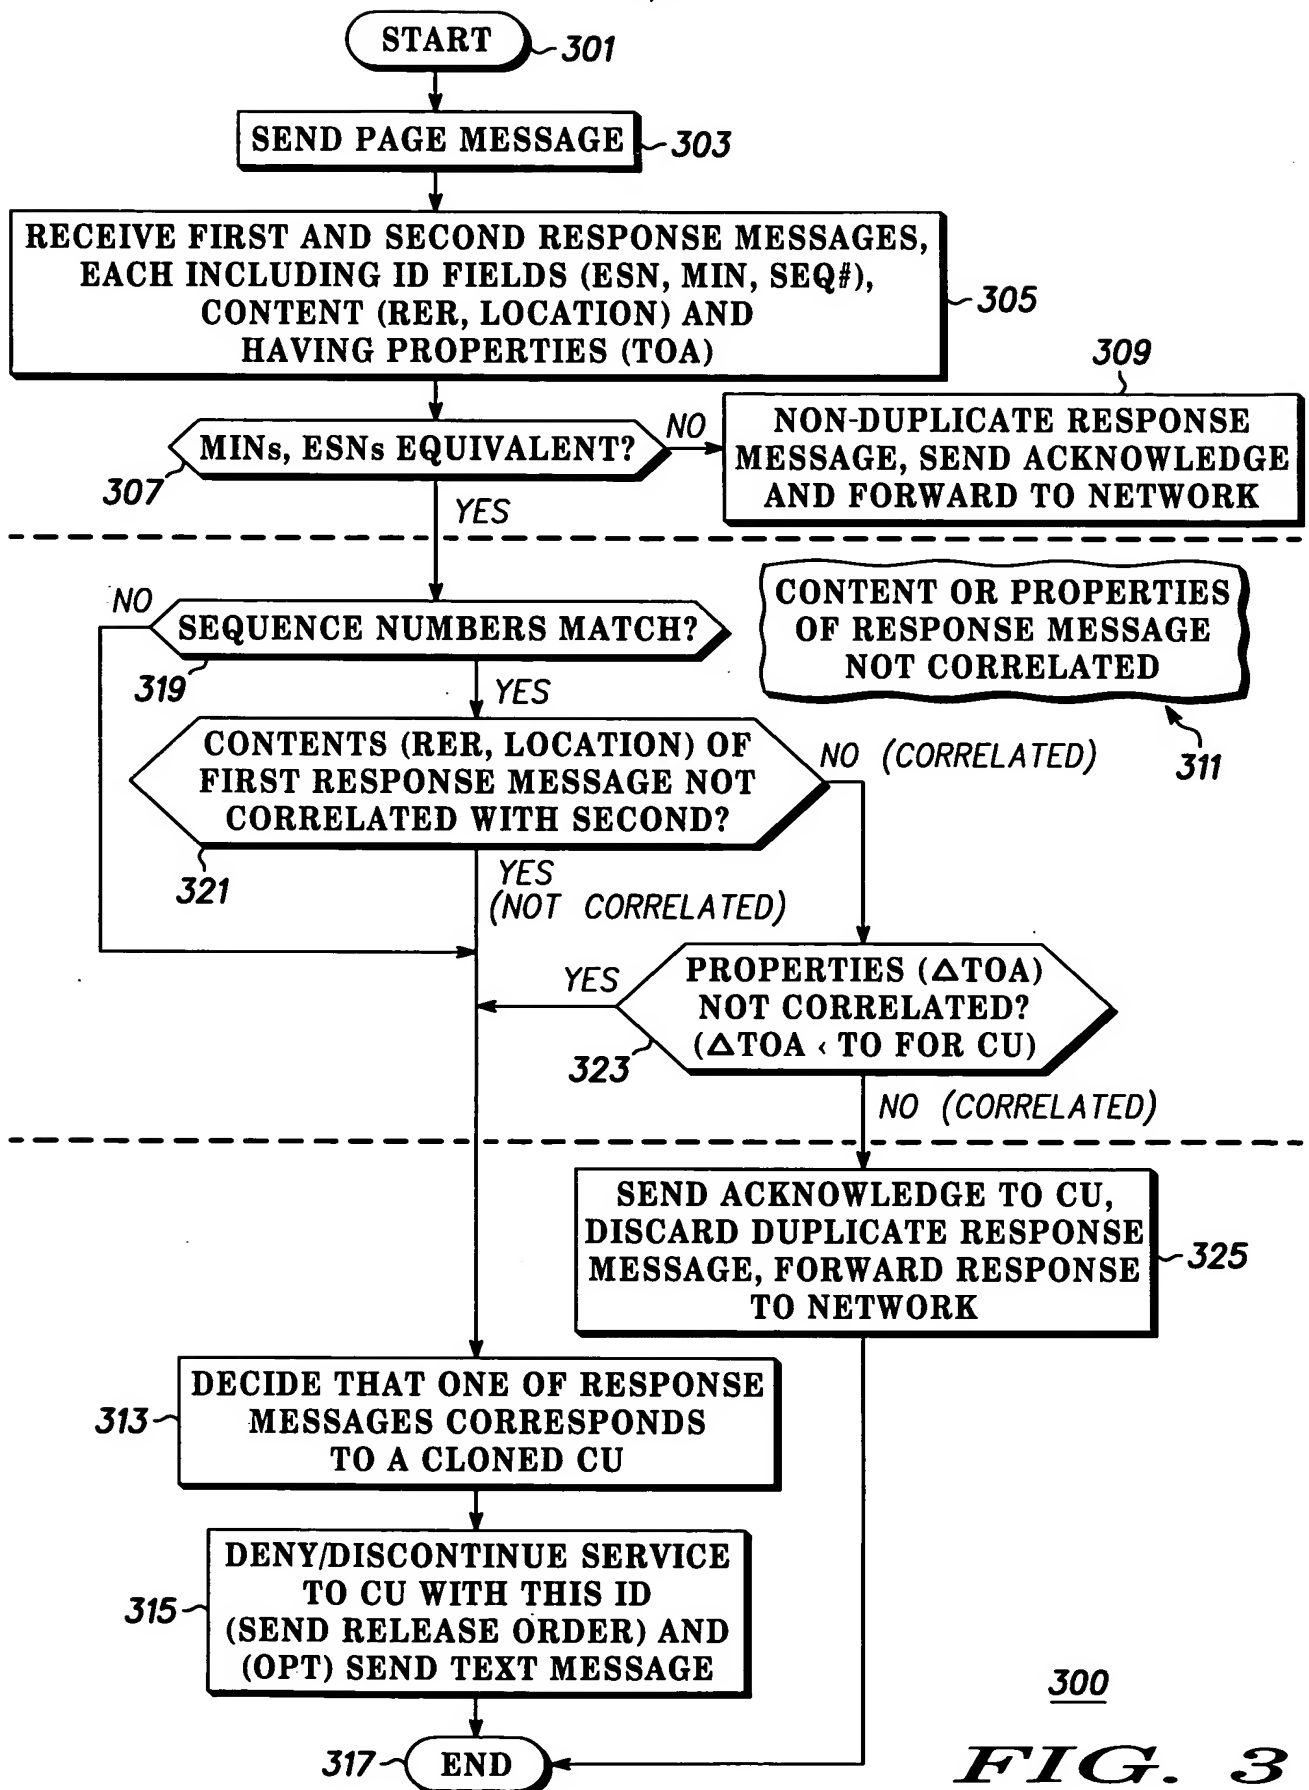 START
301
SEND PAGE MESSAGE
303
RECEIVE FIRST AND SECOND RESPONSE MESSAGES,
EACH INCLUDING ID FIELDS (ESN, MIN, SEQ#),
CONTENT (RER, LOCATION) AND
HAVING PROPERTIES (TOA)
305
309
MINs, ESNs EQUIVALENT?
307
NO
NON-DUPLICATE RESPONSE
MESSAGE, SEND ACKNOWLEDGE
AND FORWARD TO NETWORK
YES
NO
SEQUENCE NUMBERS MATCH?
319
CONTENT OR PROPERTIES
OF RESPONSE MESSAGE
NOT CORRELATED
311
YES
CONTENTS (RER, LOCATION) OF
FIRST RESPONSE MESSAGE NOT
CORRELATED WITH SECOND?
321
NO (CORRELATED)
YES
(NOT CORRELATED)
YES
PROPERTIES (△TOA)
NOT CORRELATED?
(△TOA < TO FOR CU)
323
NO (CORRELATED)
SEND ACKNOWLEDGE TO CU,
DISCARD DUPLICATE RESPONSE
MESSAGE, FORWARD RESPONSE
TO NETWORK
325
DECIDE THAT ONE OF RESPONSE
MESSAGES CORRESPONDS
TO A CLONED CU
313
DENY/DISCONTINUE SERVICE
TO CU WITH THIS ID
(SEND RELEASE ORDER) AND
(OPT) SEND TEXT MESSAGE
315
END
317
300
FIG. 3